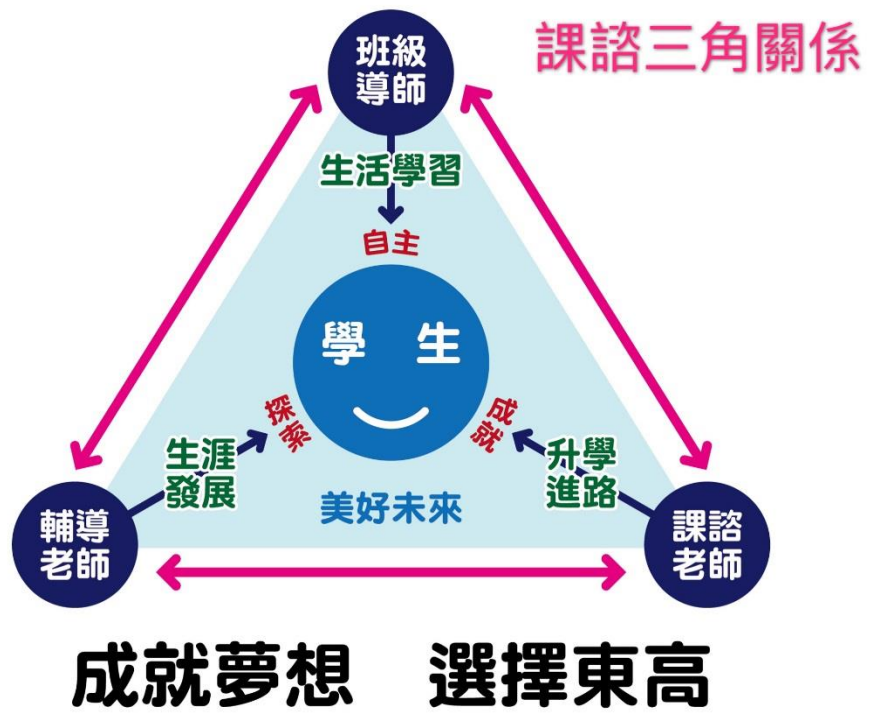 課諮三角關係
班級
導師
生活學習
自主
學 生
探索
成就
生涯
發展
升學
進路
美好未來
輔導
老師
課諮
老師
成就夢想 選擇東高